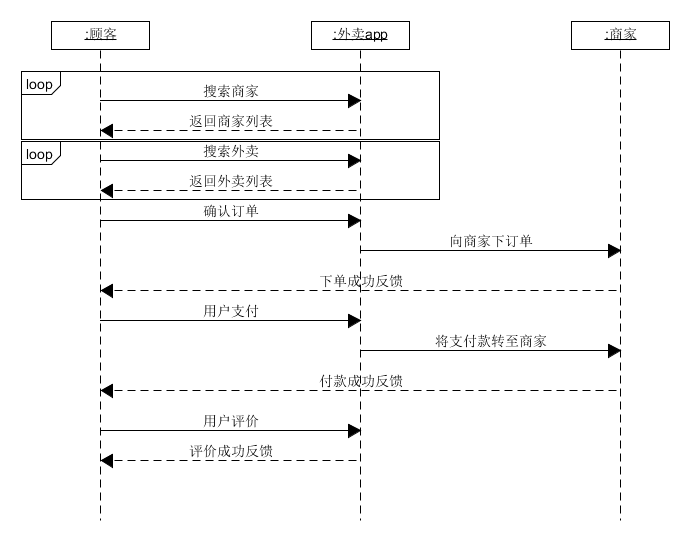 :顾客
:外卖app
:商家
loop
搜索商家
返回商家列表
loop
搜索外卖
返回外卖列表
确认订单
向商家下订单
下单成功反馈
用户支付
将支付款转至商家
付款成功反馈
用户评价
评价成功反馈